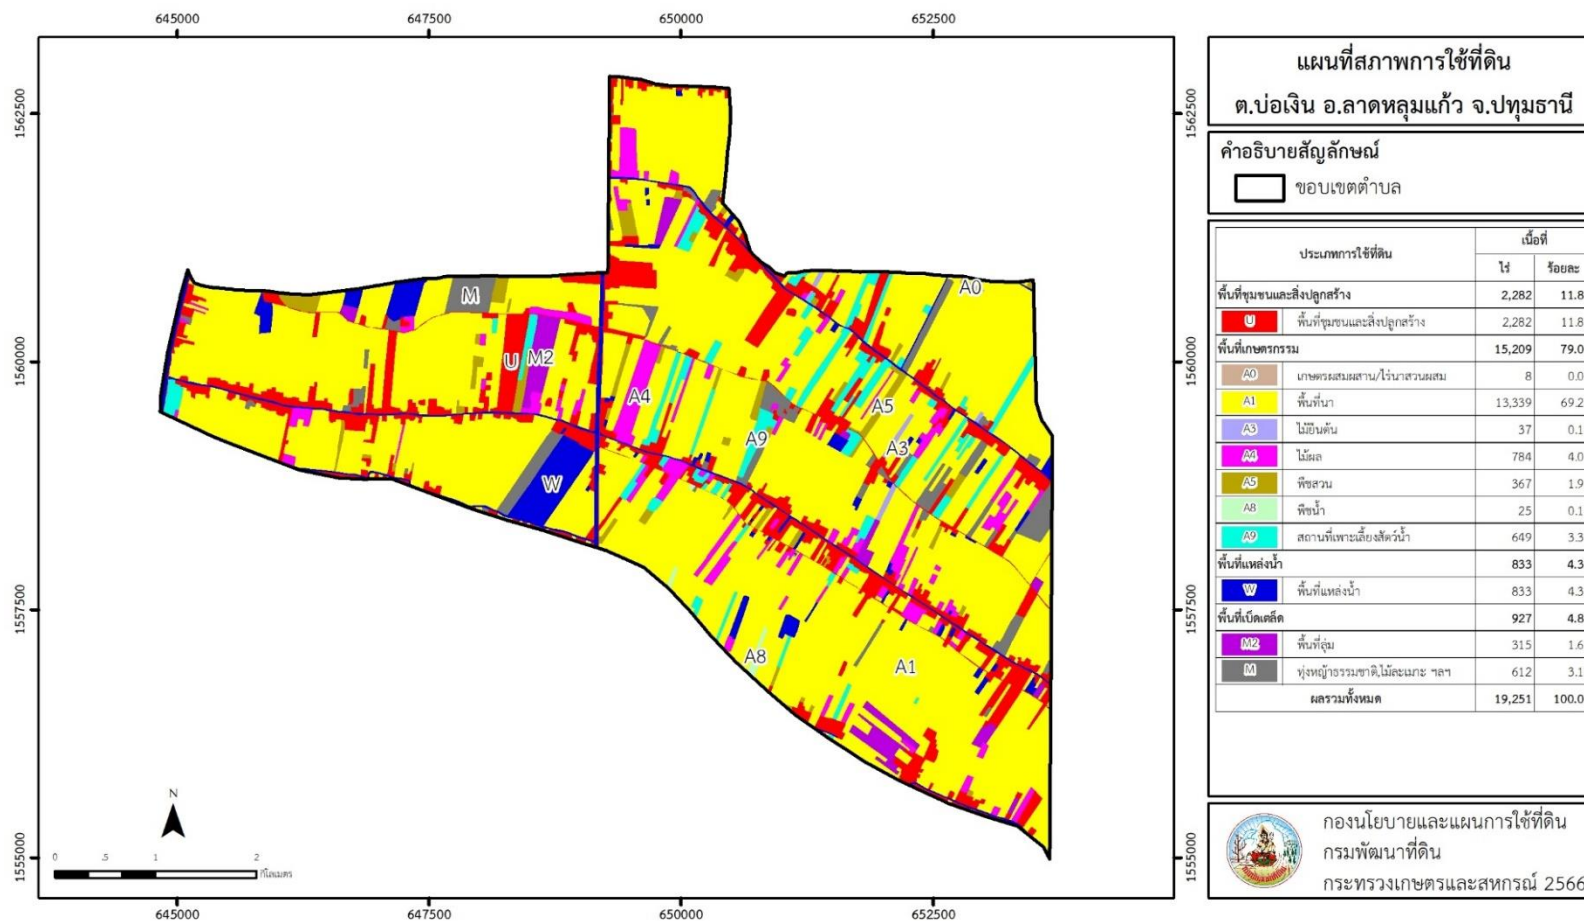 645000 647500 650000 652500
1562500
1560000
1557500
1555000
1562500
1560000
1557500
1555000
M
U
M2
A4
W
A9
A5
A3
A0
A8
A1
N
0 .5 1 2
กิโลเมตร
645000 647500 650000 652500
แผนที่สภาพการใช้ที่ดิน
ต.บ่อเงิน อ.ลาดหลุมแก้ว จ.ปทุมธานี
คำอธิบายสัญลักษณ์
ขอบเขตตำบล
ประเภทการใช้ที่ดิน เนื้อที่
ไร่ ร้อยละ
พื้นที่ชุมชนและสิ่งปลูกสร้าง 2,282 11.8
U พื้นที่ชุมชนและสิ่งปลูกสร้าง 2,282 11.8
พื้นที่เกษตรกรรม 15,209 79.0
A0 เกษตรผสมผสาน/ไร่นาสวนผสม 8 0.0
A1 พื้นที่นา 13,339 69.2
A3 ไม้ยืนต้น 37 0.1
A4 ไม้ผล 784 4.0
A5 พืชสวน 367 1.9
A8 พืชน้ำ 25 0.1
A9 สถานที่เพาะเลี้ยงสัตว์น้ำ 649 3.3
พื้นที่แหล่งน้ำ 833 4.3
W พื้นที่แหล่งน้ำ 833 4.3
พื้นที่เบ็ดเตล็ด 927 4.8
M2 พื้นที่ลุ่ม 315 1.6
M ทุ่งหญ้าธรรมชาติ,ไม้ละเมาะ ฯลฯ 612 3.1
ผลรวมทั้งหมด 19,251 100.0
กองนโยบายและแผนการใช้ที่ดิน
กรมพัฒนาที่ดิน
กระทรวงเกษตรและสหกรณ์ 2566